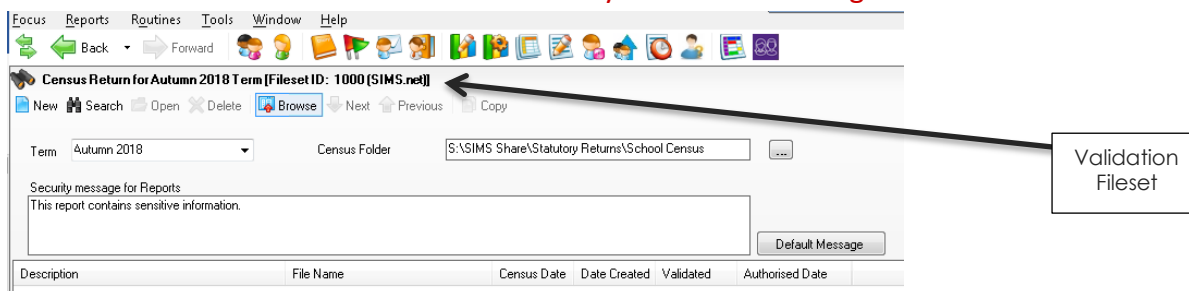 Focus Reports Routines Tools Window Help
Back Forward
Census Return for Autumn 2018 Term [Fileset ID: 1000 (SIMS.net)]
New Search Open Delete Browse Next Previous Copy
Term Autumn 2018 Census Folder S:\SIMS Share\Statutory Returns\School Census ...
Validation
Fileset
Security message for Reports
This report contains sensitive information.
Default Message
Description File Name Census Date Date Created Validated Authorised Date